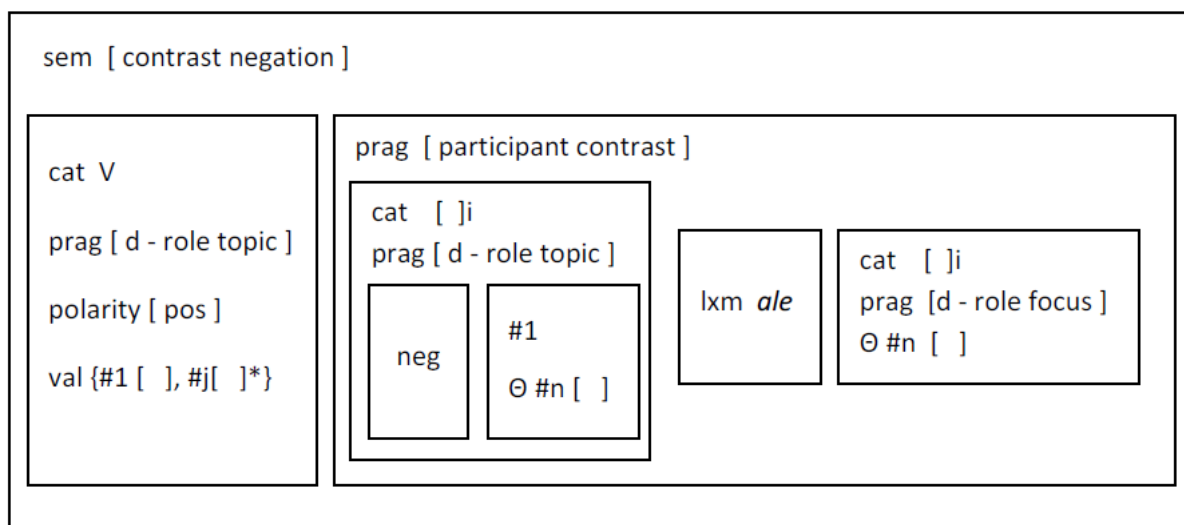 sem [ contrast negation ]
cat V
prag [ d - role topic ]
polarity [ pos ]
val {#1 [ ], #j[ ]*}
prag [ participant contrast ]
cat [ ]i
prag [ d - role topic ]
neg
#1
Θ #n [ ]
lxm ale
cat [ ]i
prag [d - role focus ]
Θ #n [ ]